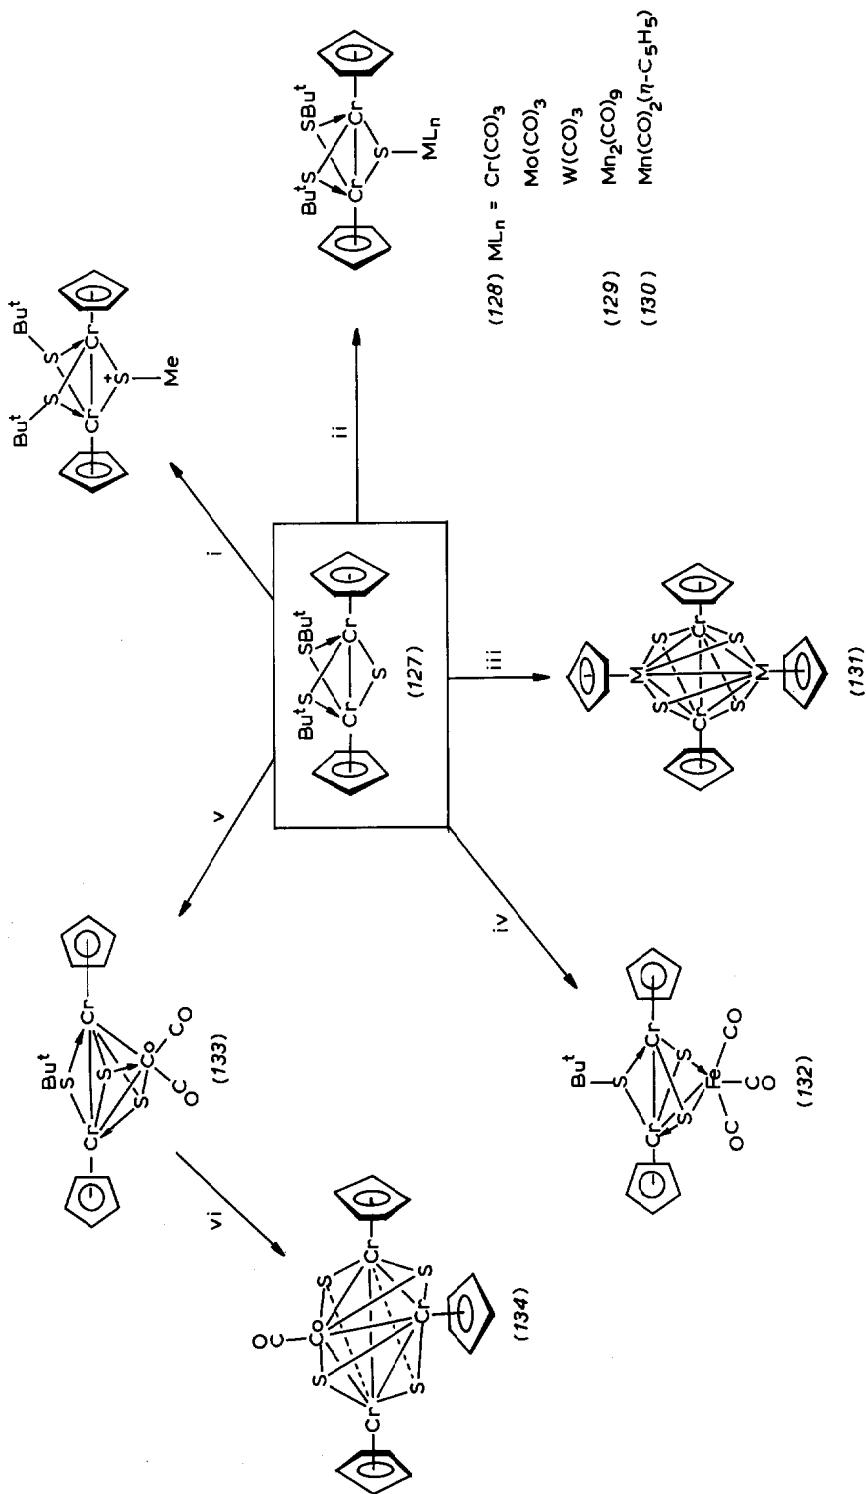 Bu^t Bu^t
S S
Cr Cr
S
+
Me
i
Bu^tS SBu^t
Cr Cr
S
ML_n
(128) ML_n = Cr(CO)_3
Mo(CO)_3
W(CO)_3
(129) Mn_2(CO)_9
(130) Mn(CO)_2(η-C_5H_5)
ii
Bu^tS SBu^t
Cr Cr
S
(127)
iii
M
S S
Cr Cr
S S
M
(131)
iv
Bu^t
S
Cr Cr
S S
Fe
OC CO
C
O
(132)
v
Bu^t
S
Cr Cr
S
S Co
CO CO
(133)
vi
O
C
Co
S S
Cr Cr
S S
Cr
(134)